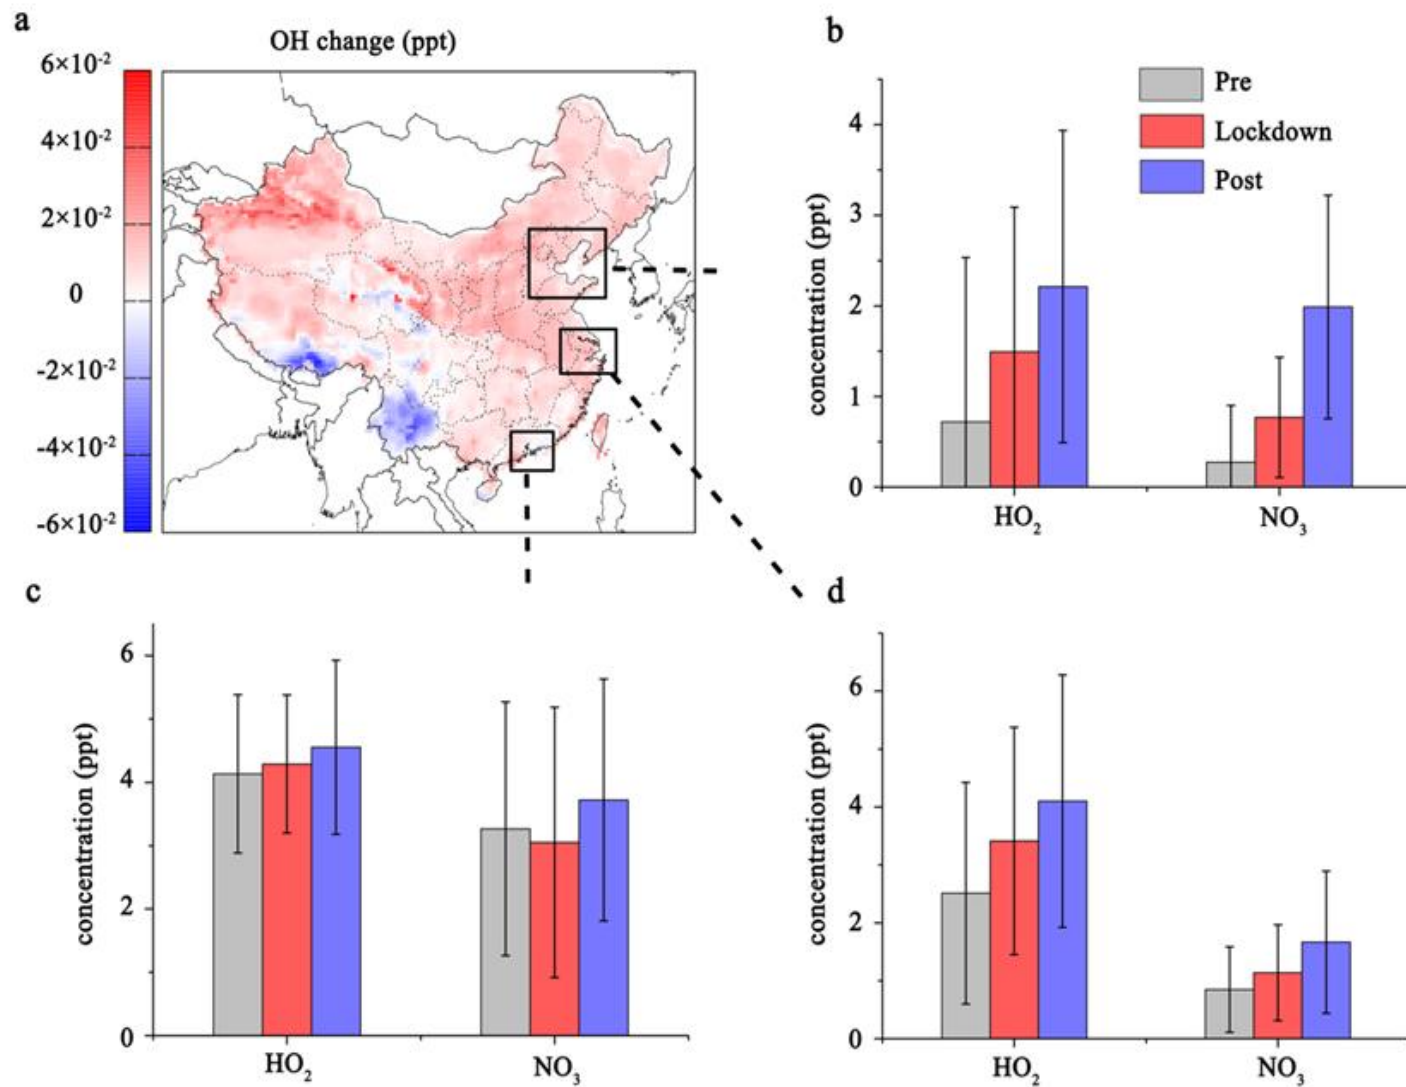 a
OH change (ppt)
6×10⁻²
4×10⁻²
2×10⁻²
0
-2×10⁻²
-4×10⁻²
-6×10⁻²
b
Pre
Lockdown
Post
concentration (ppt)
4
3
2
1
0
HO₂ NO₃
c
concentration (ppt)
6
4
2
0
HO₂ NO₃
d
concentration (ppt)
6
4
2
0
HO₂ NO₃